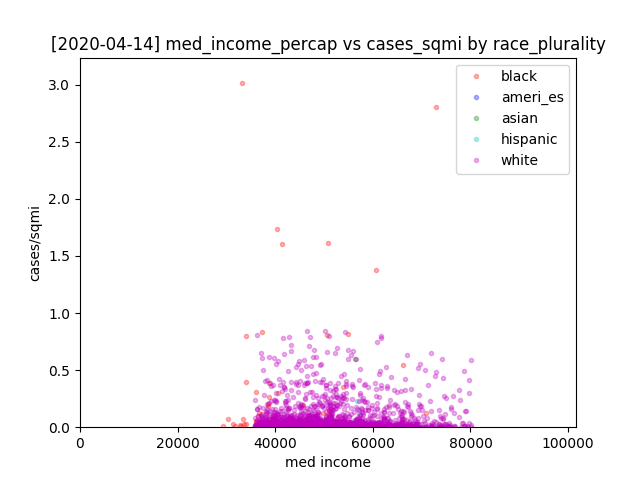 [2020-04-14] med_income_percap vs cases_sqmi by race_plurality
black
ameri_es
asian
hispanic
white
cases/sqmi
3.0
2.5
2.0
1.5
1.0
0.5
0.0
0 20000 40000 60000 80000 100000
med income